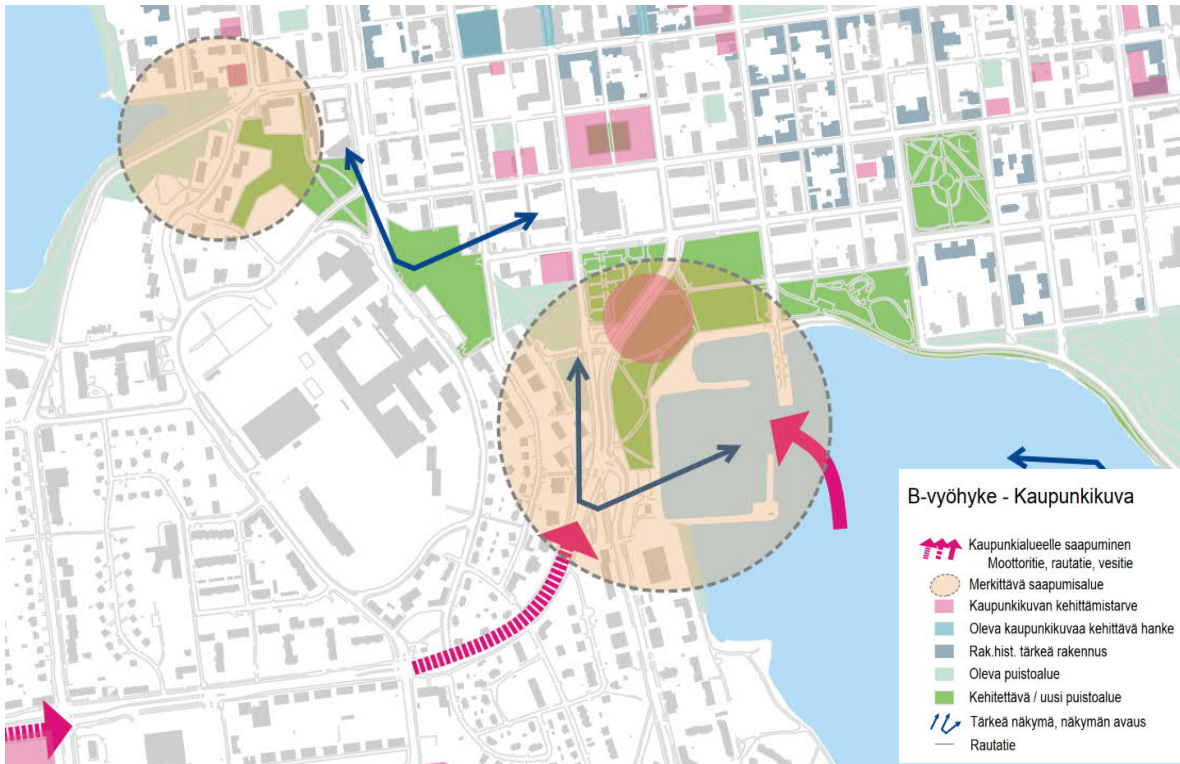 B-vyöhyke - Kaupunkikuva
Kaupunkialueelle saapuminen
Moottoritie, rautatie, vesitie
Merkittävä saapumisalue
Kaupunkikuvan kehittämistarve
Oleva kaupunkikuvaa kehittävä hanke
Rak.hist. tärkeä rakennus
Oleva puistoalue
Kehitettävä / uusi puistoalue
Tärkeä näkymä, näkymän avaus
Rautatie